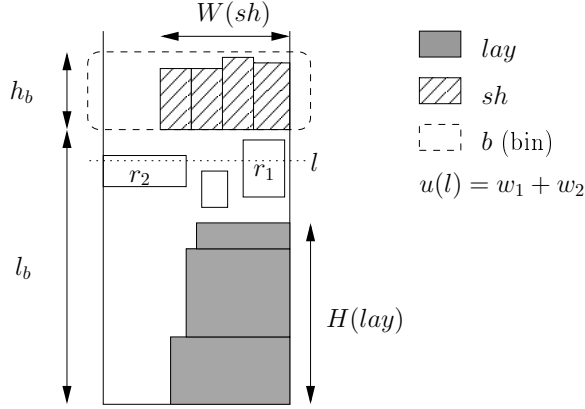 W(sh)
h_b
l_b
r_2
r_1
l
H(lay)
lay
sh
b (bin)
u(l) = w_1 + w_2